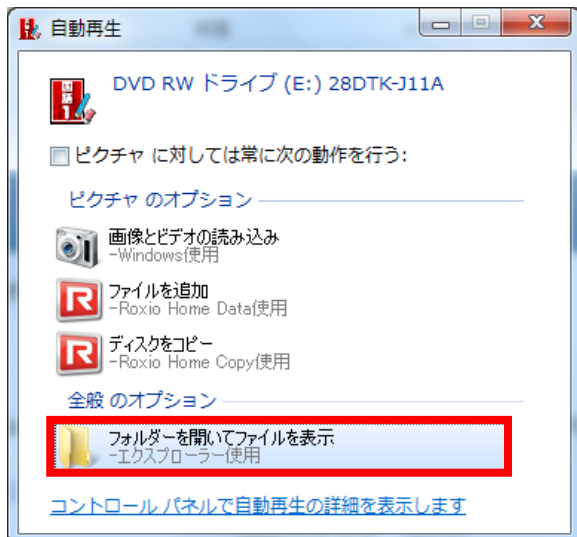 自動再生
DVD RW ドライブ (E:) 28DTK-J11A
ピクチャ に対しては常に次の動作を行う:
ピクチャ のオプション
画像とビデオの読み込み
-Windows使用
ファイルを追加
-Roxio Home Data使用
ディスクをコピー
-Roxio Home Copy使用
全般 のオプション
フォルダーを開いてファイルを表示
-エクスプローラー使用
コントロール パネルで自動再生の詳細を表示します